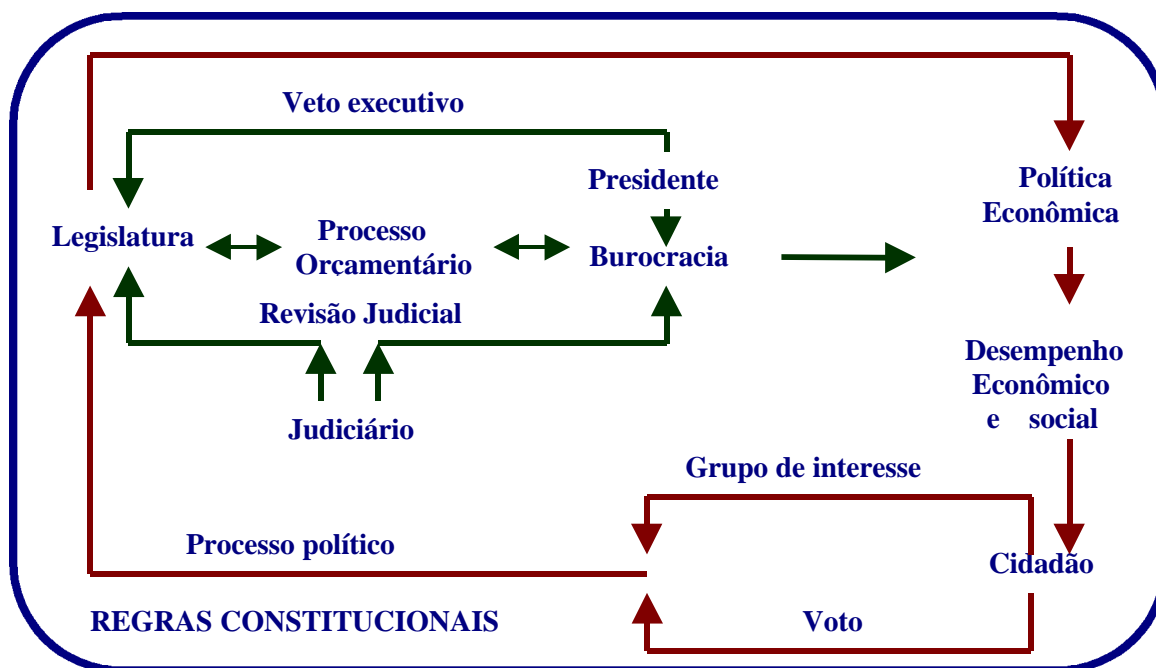 Veto executivo
Presidente
Política
Econômica
Legislatura
Processo
Orcamentário
Burocracia
Revisão Judicial
Desempenho
Econômico
e social
Judiciário
Grupo de interesse
Processo político
Cidadão
REGRAS CONSTITUCIONAIS
Voto